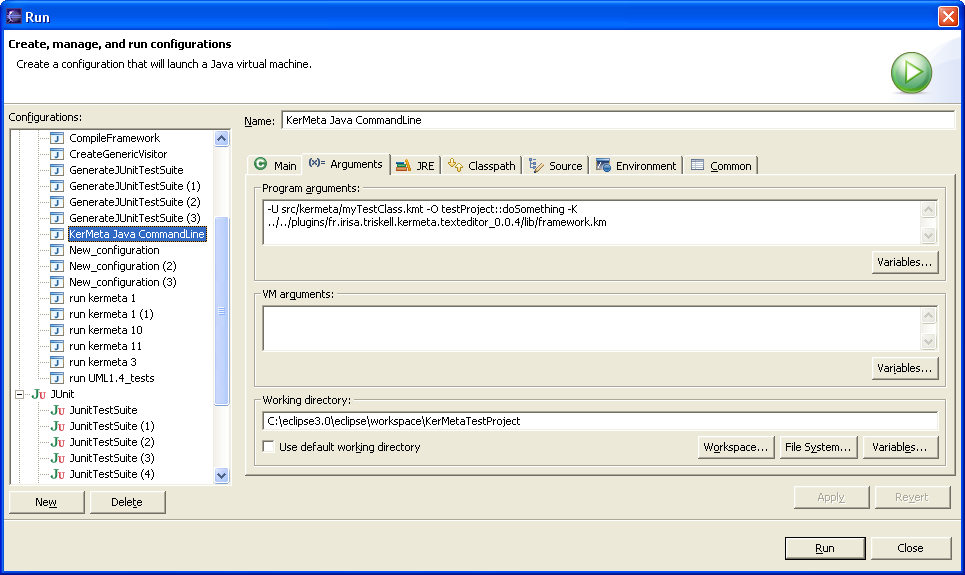 Run
Create, manage, and run configurations
Create a configuration that will launch a Java virtual machine.
Configurations:
CompileFramework
CreateGenericVisitor
GenerateJUnitTestSuite
GenerateJUnitTestSuite (1)
GenerateJUnitTestSuite (2)
GenerateJUnitTestSuite (3)
KerMeta Java CommandLine
New_configuration
New_configuration (2)
New_configuration (3)
run kermeta 1
run kermeta 1 (1)
run kermeta 10
run kermeta 11
run kermeta 3
run UML1.4_tests
JUnit
JunitTestSuite
JunitTestSuite (1)
JunitTestSuite (2)
JunitTestSuite (3)
JunitTestSuite (4)
New Delete
Name: KerMeta Java CommandLine
Main (x)= Arguments JRE Classpath Source Environment Common
Program arguments:
-U src/kermeta/myTestClass.kmt -O testProject::doSomething -K
../../plugins/fr.irisa.triskell.kermeta.texteditor_0.0.4/lib/framework.km
Variables...
VM arguments:
Variables...
Working directory:
C:\eclipse3.0\eclipse\workspace\KerMetaTestProject
Use default working directory Workspace... File System... Variables...
Apply Revert
Run Close